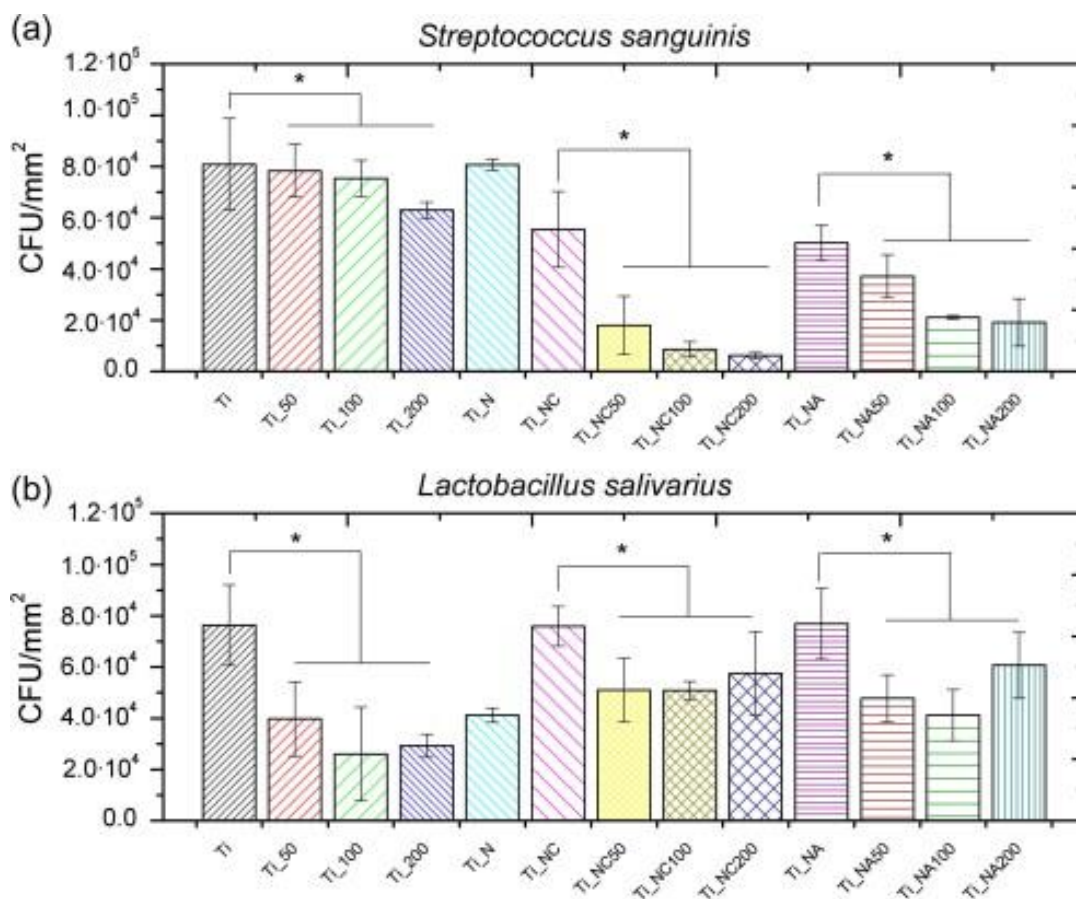 (a)
Streptococcus sanguinis
1.2·10⁵
1.0·10⁵
8.0·10⁴
6.0·10⁴
4.0·10⁴
2.0·10⁴
0.0
CFU/mm²
*
*
*
Ti
Ti_50
Ti_100
Ti_200
Ti_N
Ti_NC
Ti_NC50
Ti_NC100
Ti_NC200
Ti_NA
Ti_NA50
Ti_NA100
Ti_NA200
(b)
Lactobacillus salivarius
1.2·10⁵
1.0·10⁵
8.0·10⁴
6.0·10⁴
4.0·10⁴
2.0·10⁴
0.0
CFU/mm²
*
*
*
Ti
Ti_50
Ti_100
Ti_200
Ti_N
Ti_NC
Ti_NC50
Ti_NC100
Ti_NC200
Ti_NA
Ti_NA50
Ti_NA100
Ti_NA200